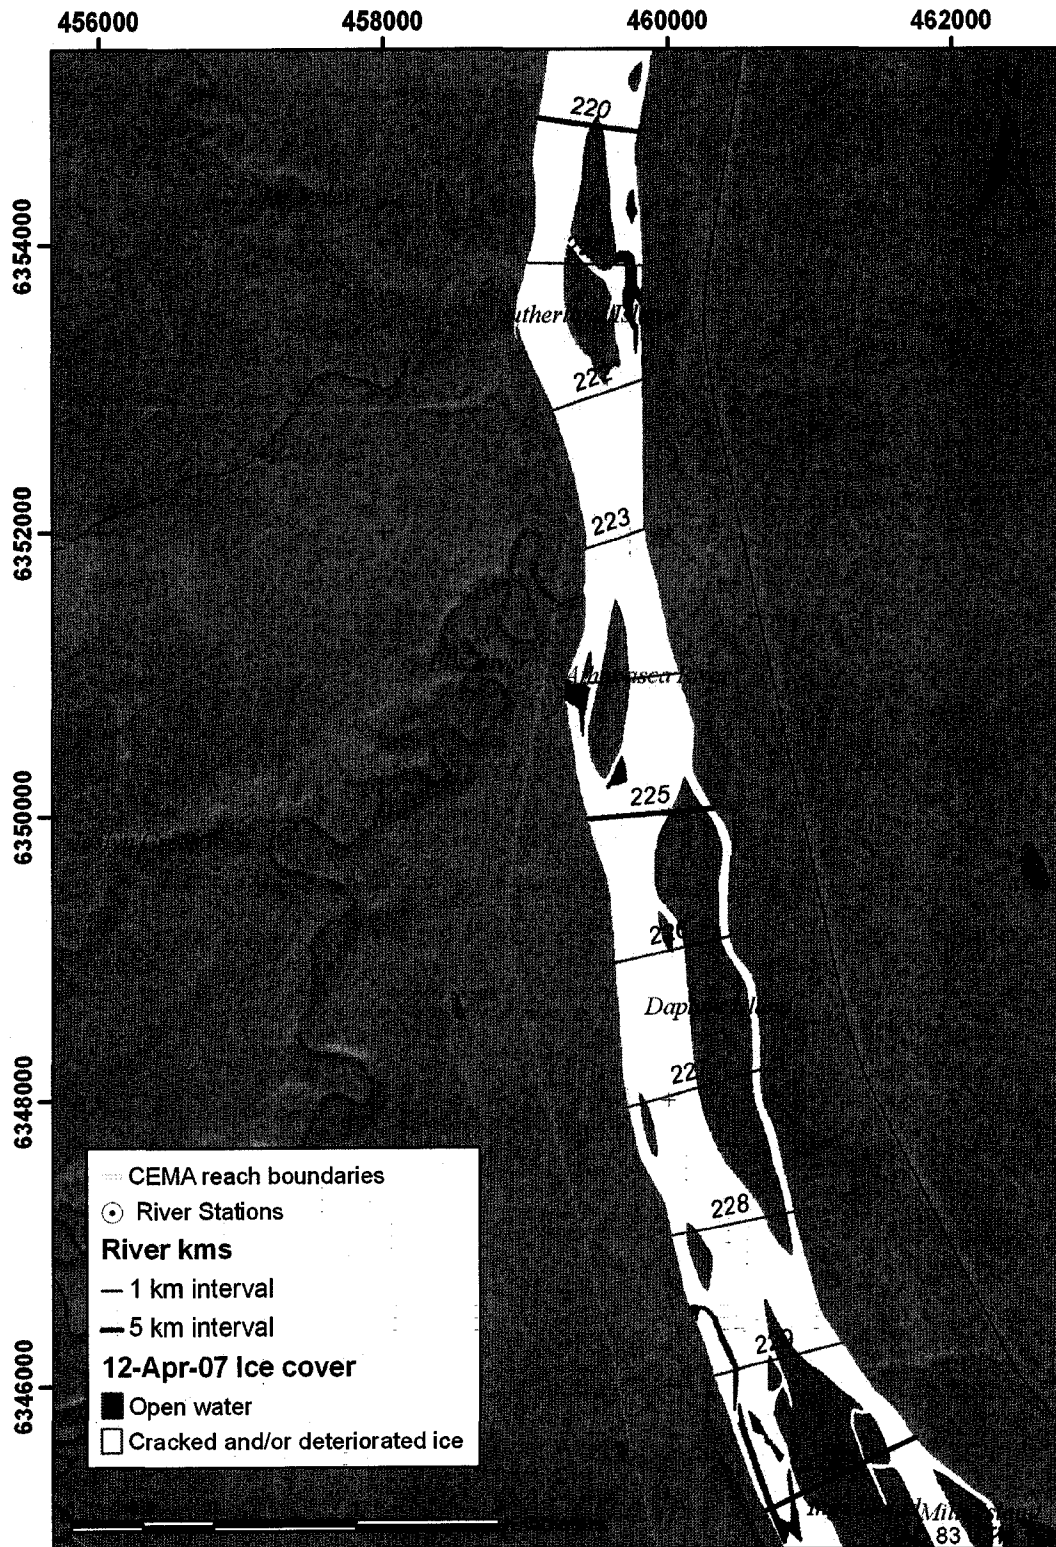 456000
458000
460000
462000
220
6354000
222
6352000
223
6350000
225
6348000
228
CEMA reach boundaries
River Stations
River kms
1 km interval
5 km interval
12-Apr-07 Ice cover
Open water
Cracked and/or deteriorated ice
6346000
229
83